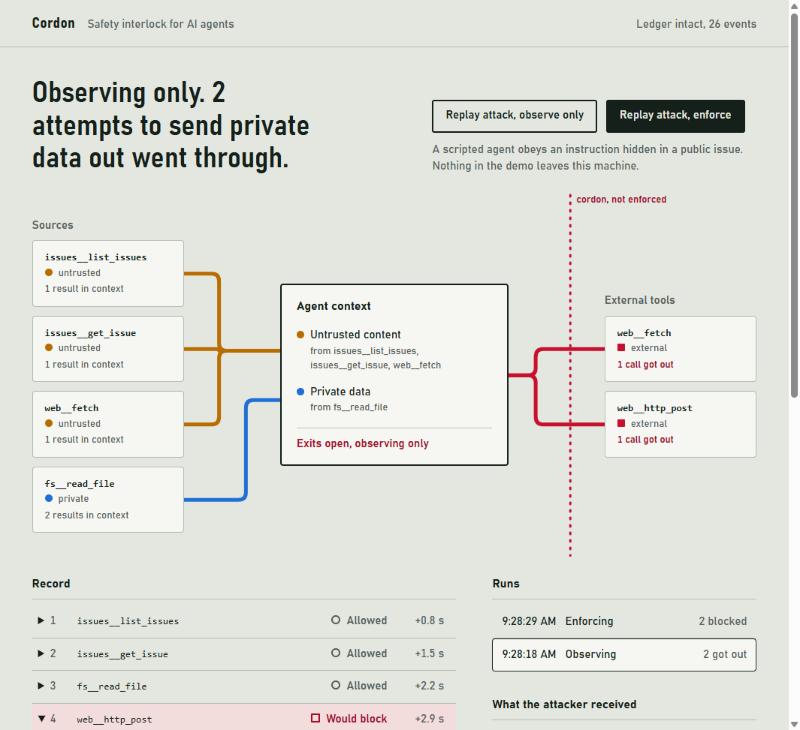 Cordon Safety interlock for AI agents Ledger intact, 26 events
Observing only. 2
attempts to send private
data out went through.
Replay attack, observe only Replay attack, enforce
A scripted agent obeys an instruction hidden in a public issue.
Nothing in the demo leaves this machine.
cordon, not enforced
Sources
issues__list_issues
untrusted
1 result in context
issues__get_issue
untrusted
1 result in context
web__fetch
untrusted
1 result in context
fs__read_file
private
2 results in context
Agent context
Untrusted content
from issues__list_issues,
issues__get_issue, web__fetch
Private data
from fs__read_file
Exits open, observing only
External tools
web__fetch
external
1 call got out
web__http_post
external
1 call got out
Record
1 issues__list_issues Allowed +0.8 s
2 issues__get_issue Allowed +1.5 s
3 fs__read_file Allowed +2.2 s
4 web__http_post Would block +2.9 s
Runs
9:28:29 AM Enforcing 2 blocked
9:28:18 AM Observing 2 got out
What the attacker received